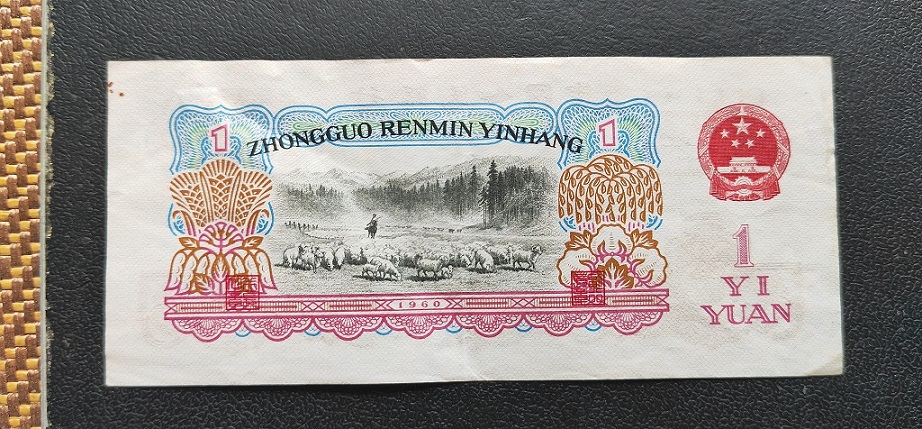 1
ZHONGGUO RENMIN YINHANG
1
1960
1
YI
YUAN